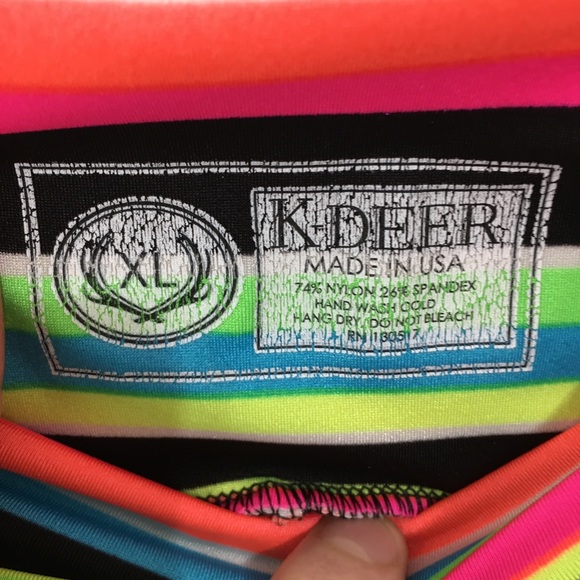 XL
K-DEER
MADE IN USA
74% NYLON 26% SPANDEX
HAND WASH COLD
HANG DRY, DO NOT BLEACH
RN